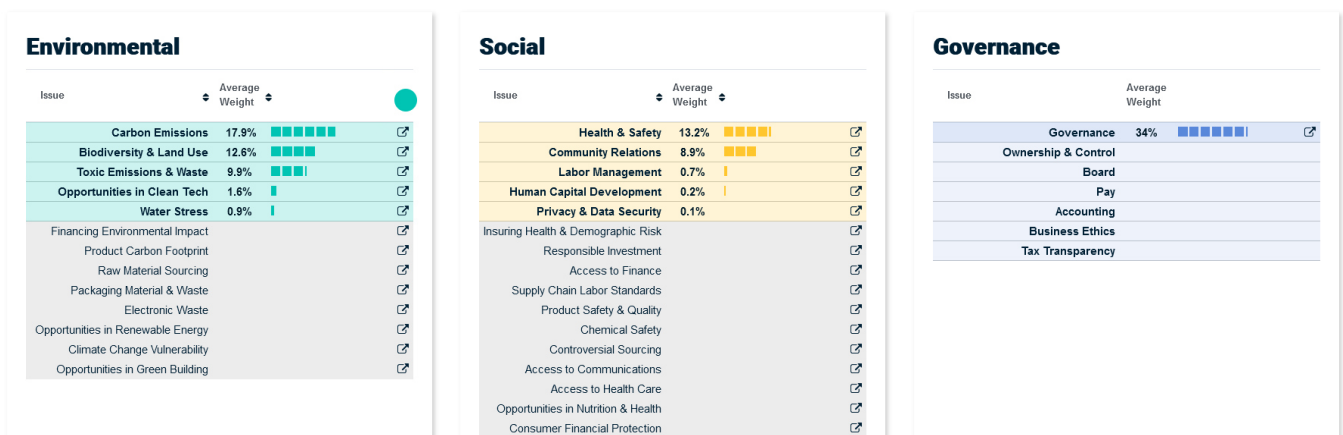 Environmental
Issue Average Weight
Carbon Emissions 17.9%
Biodiversity & Land Use 12.6%
Toxic Emissions & Waste 9.9%
Opportunities in Clean Tech 1.6%
Water Stress 0.9%
Financing Environmental Impact
Product Carbon Footprint
Raw Material Sourcing
Packaging Material & Waste
Electronic Waste
Opportunities in Renewable Energy
Climate Change Vulnerability
Opportunities in Green Building
Social
Issue Average Weight
Health & Safety 13.2%
Community Relations 8.9%
Labor Management 0.7%
Human Capital Development 0.2%
Privacy & Data Security 0.1%
Insuring Health & Demographic Risk
Responsible Investment
Access to Finance
Supply Chain Labor Standards
Product Safety & Quality
Chemical Safety
Controversial Sourcing
Access to Communications
Access to Health Care
Opportunities in Nutrition & Health
Consumer Financial Protection
Governance
Issue Average Weight
Governance 34%
Ownership & Control
Board
Pay
Accounting
Business Ethics
Tax Transparency